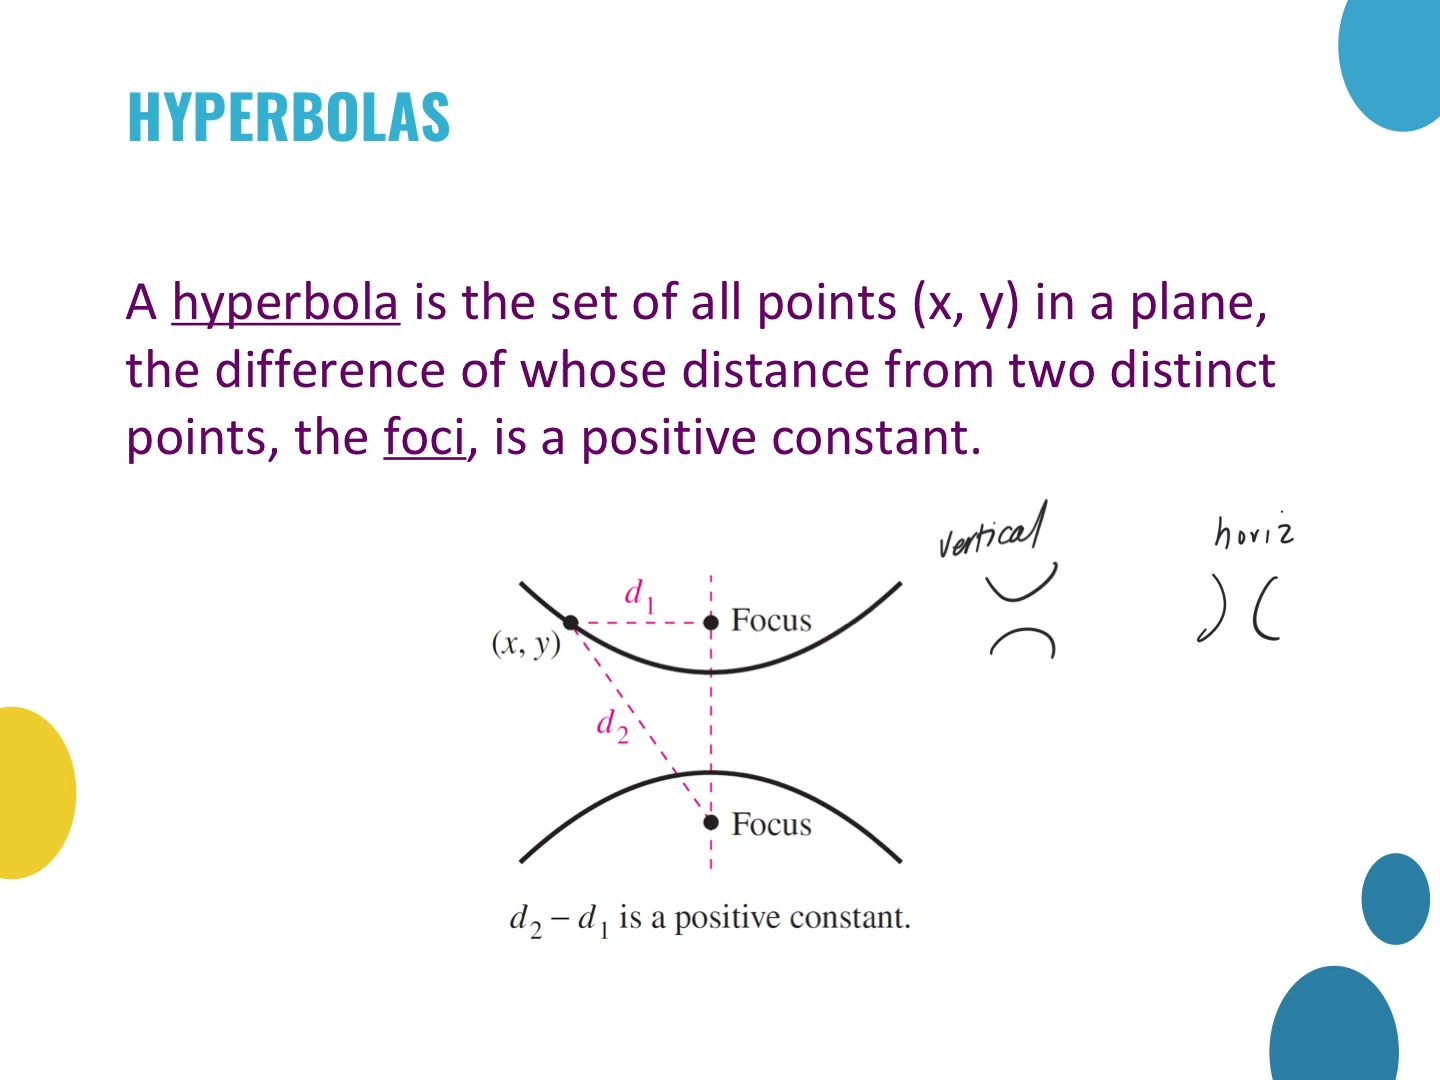 HYPERBOLAS
A hyperbola is the set of all points (x, y) in a plane,
the difference of whose distance from two distinct
points, the foci, is a positive constant.
vertical
horiz
d1
Focus
(x, y)
d2
Focus
d2 − d1 is a positive constant.